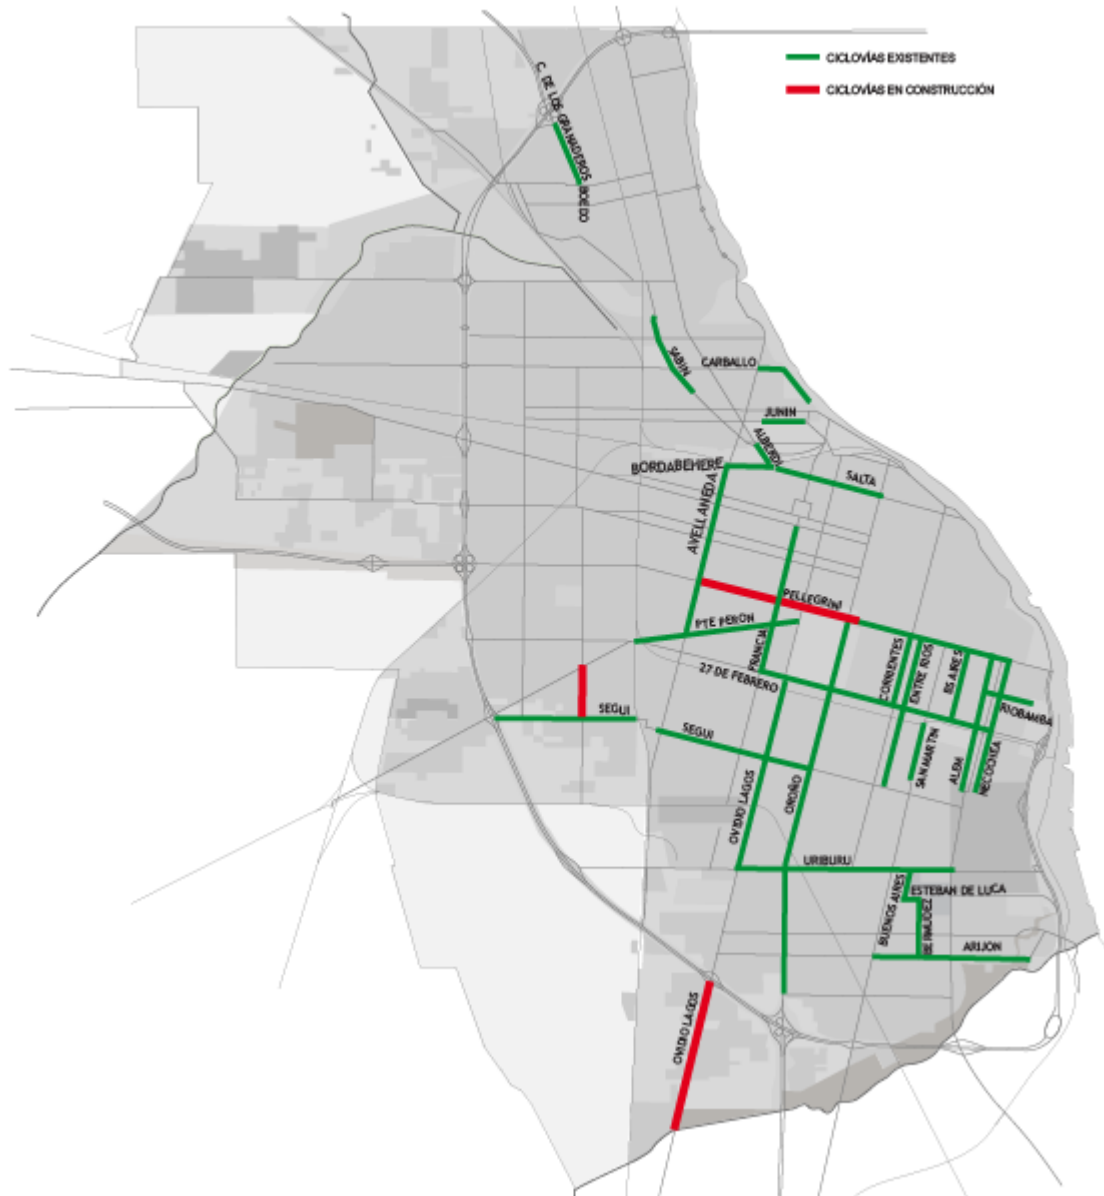 CICLOVÍAS EXISTENTES
CICLOVÍAS EN CONSTRUCCIÓN
C. DE LOS GRANADEROS
BOEDO
SABIN
CARBALLO
JUNIN
ALBERDI
BORDABEHERE
SALTA
AVELLANEDA
PELLEGRINI
PTE PERON
FRANCIA
27 DE FEBRERO
CORRIENTES
ENTRE RIOS
BS AIRES
RIOBAMBA
SEGUI
SEGUI
SAN MARTIN
ALEM
NECOCHEA
OVIDIO LAGOS
OROÑO
URIBURU
BUENOS AIRES
ESTEBAN DE LUCA
BERMUDEZ
ARIJON
OVIDIO LAGOS